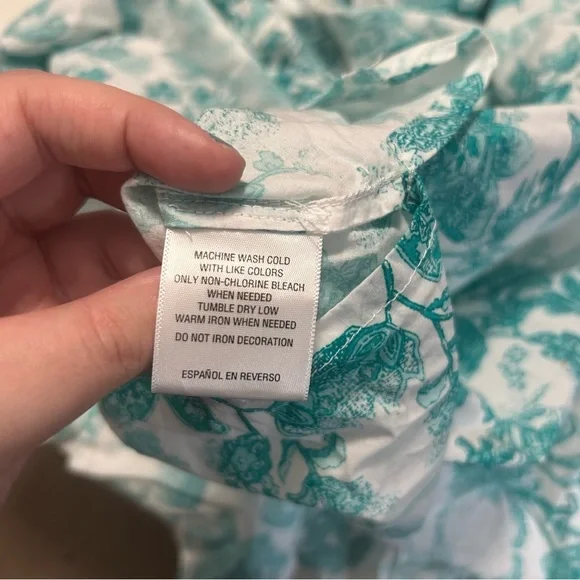 MACHINE WASH COLD
WITH LIKE COLORS
ONLY NON-CHLORINE BLEACH
WHEN NEEDED
TUMBLE DRY LOW
WARM IRON WHEN NEEDED
DO NOT IRON DECORATION
ESPAÑOL EN REVERSO